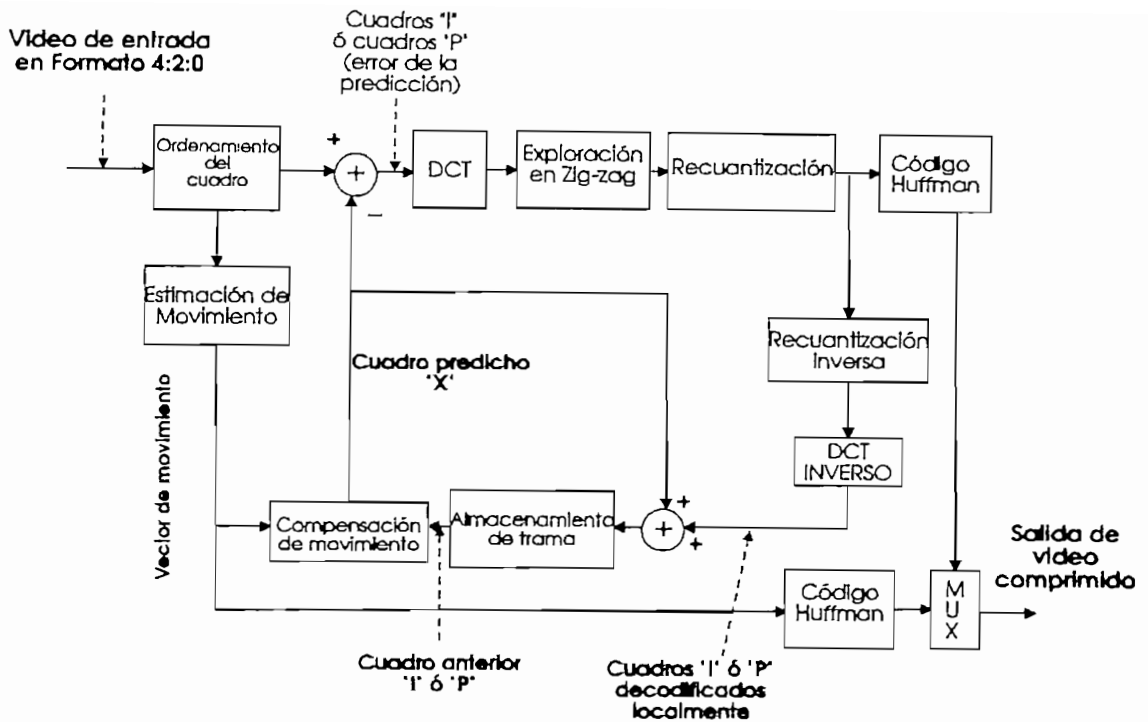 Cuadros "I"
ó cuadros "P"
(error de la
predicción)
Video de entrada
en Formato 4:2:0
+
Ordenamiento
del
cuadro
+
−
DCT
Exploración
en Zig-zag
Recuantización
Código
Huffman
Estimación de
Movimiento
Recuantización
inversa
Cuadro predicho
"X"
Vector de movimiento
DCT
INVERSO
Compensación
de movimiento
Almacenamiento
de trama
+
+
+
Salida de
video
comprimido
Código
Huffman
MUX
Cuadro anterior
"I" ó "P"
Cuadros "I" ó "P"
decodificados
localmente